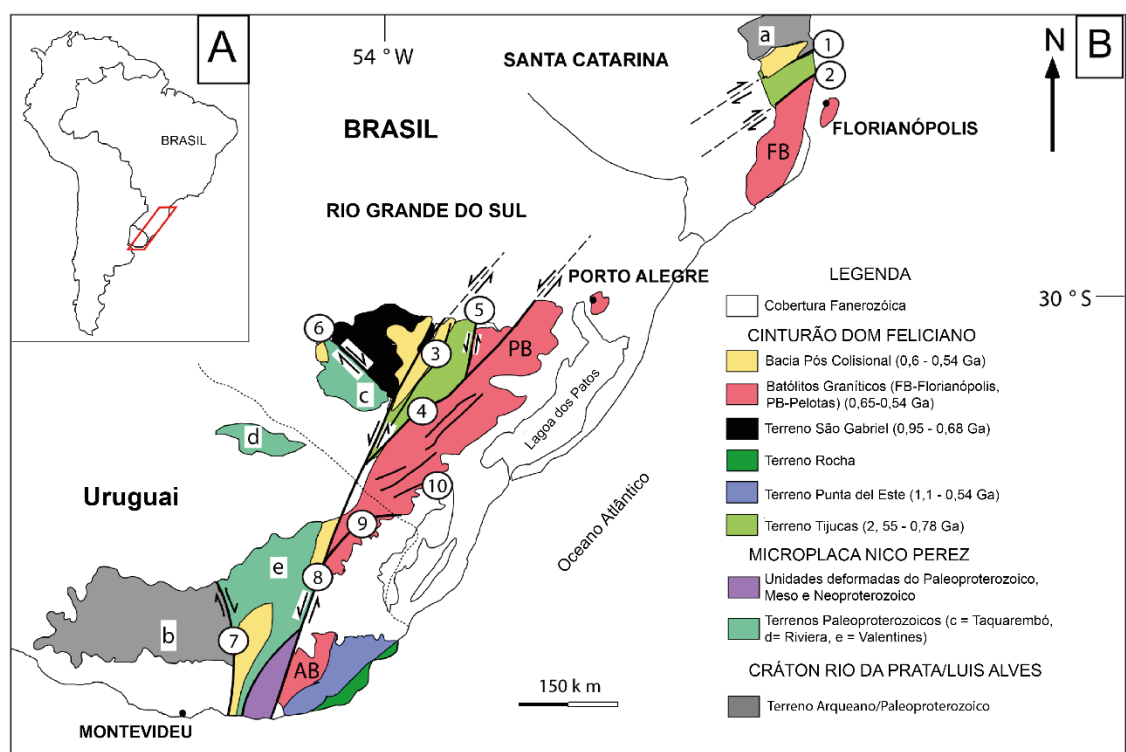 A
BRASIL
B
54 ° W
SANTA CATARINA
a
1
2
N
BRASIL
FLORIANÓPOLIS
FB
RIO GRANDE DO SUL
PORTO ALEGRE
30 ° S
6
5
3
PB
c
4
d
Lagoa dos Patos
10
Uruguai
9
Oceano Atlântico
e
8
b
7
AB
150 k m
MONTEVIDEU
LEGENDA
Cobertura Fanerozóica
CINTURÃO DOM FELICIANO
Bacia Pós Colisional (0,6 - 0,54 Ga)
Batólitos Graníticos (FB-Florianópolis,
PB-Pelotas) (0,65-0,54 Ga)
Terreno São Gabriel (0,95 - 0,68 Ga)
Terreno Rocha
Terreno Punta del Este (1,1 - 0,54 Ga)
Terreno Tijucas (2, 55 - 0,78 Ga)
MICROPLACA NICO PEREZ
Unidades deformadas do Paleoproterozoico,
Meso e Neoproterozoico
Terrenos Paleoproterozoicos (c = Taquarembó,
d= Riviera, e = Valentines)
CRÁTON RIO DA PRATA/LUIS ALVES
Terreno Arqueano/Paleoproterozoico